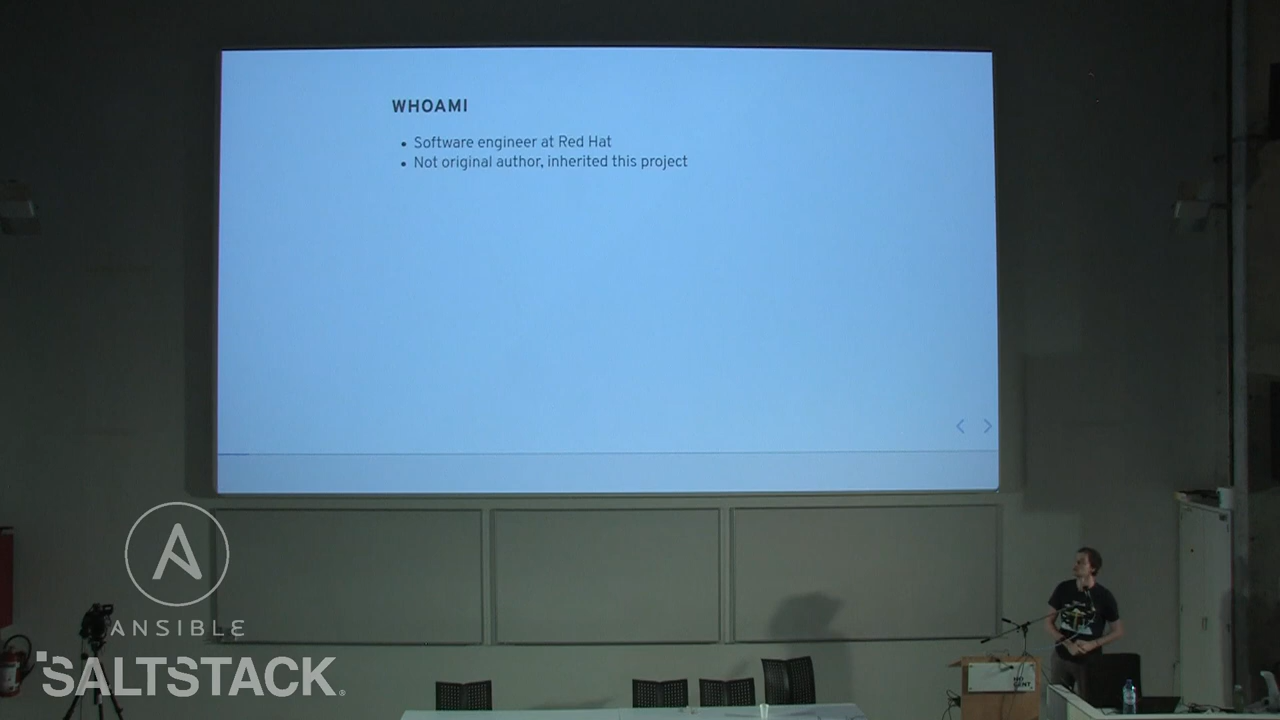 WHOAMI
• Software engineer at Red Hat
• Not original author, inherited this project
ANSIBLE
SALTSTACK.